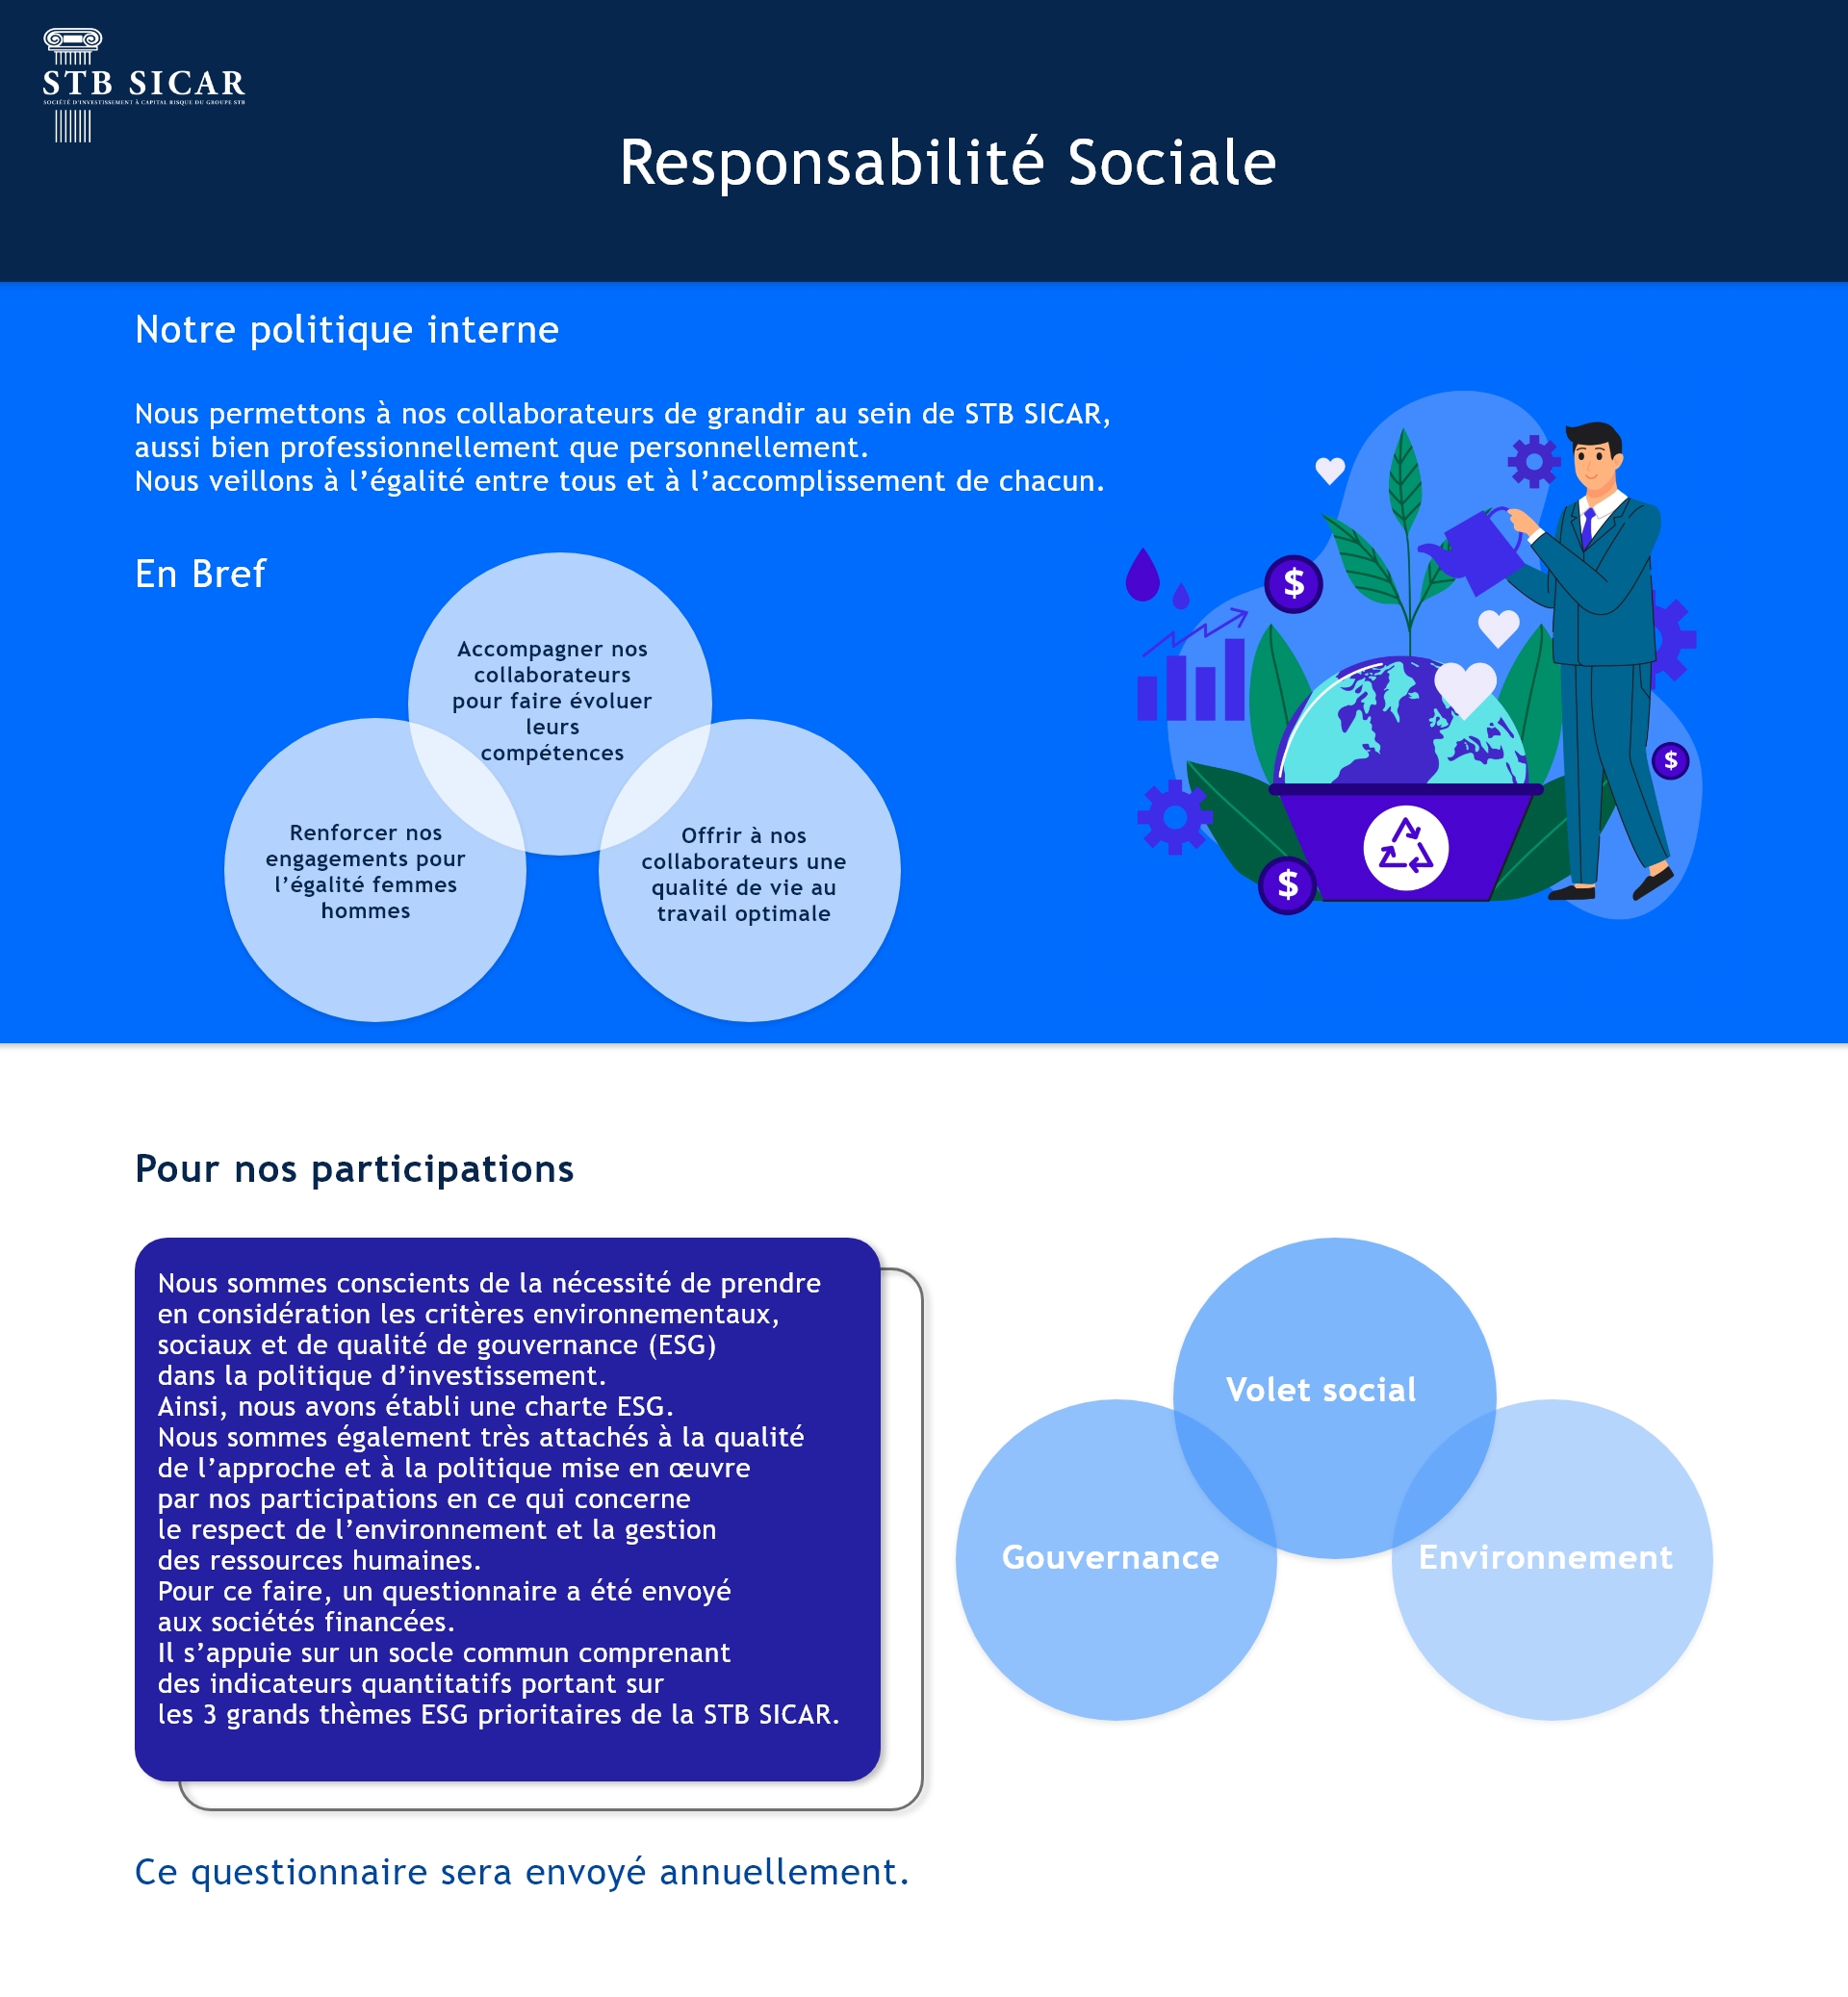 STB SICAR
SOCIÉTÉ D'INVESTISSEMENT À CAPITAL RISQUE DU GROUPE STB
Responsabilité Sociale
Notre politique interne
Nous permettons à nos collaborateurs de grandir au sein de STB SICAR,
aussi bien professionnellement que personnellement.
Nous veillons à l’égalité entre tous et à l’accomplissement de chacun.
En Bref
Accompagner nos
collaborateurs
pour faire évoluer
leurs
compétences
Renforcer nos
engagements pour
l’égalité femmes
hommes
Offrir à nos
collaborateurs une
qualité de vie au
travail optimale
$
$
$
Pour nos participations
Nous sommes conscients de la nécessité de prendre
en considération les critères environnementaux,
sociaux et de qualité de gouvernance (ESG)
dans la politique d’investissement.
Ainsi, nous avons établi une charte ESG.
Nous sommes également très attachés à la qualité
de l’approche et à la politique mise en œuvre
par nos participations en ce qui concerne
le respect de l’environnement et la gestion
des ressources humaines.
Pour ce faire, un questionnaire a été envoyé
aux sociétés financées.
Il s’appuie sur un socle commun comprenant
des indicateurs quantitatifs portant sur
les 3 grands thèmes ESG prioritaires de la STB SICAR.
Volet social
Gouvernance
Environnement
Ce questionnaire sera envoyé annuellement.